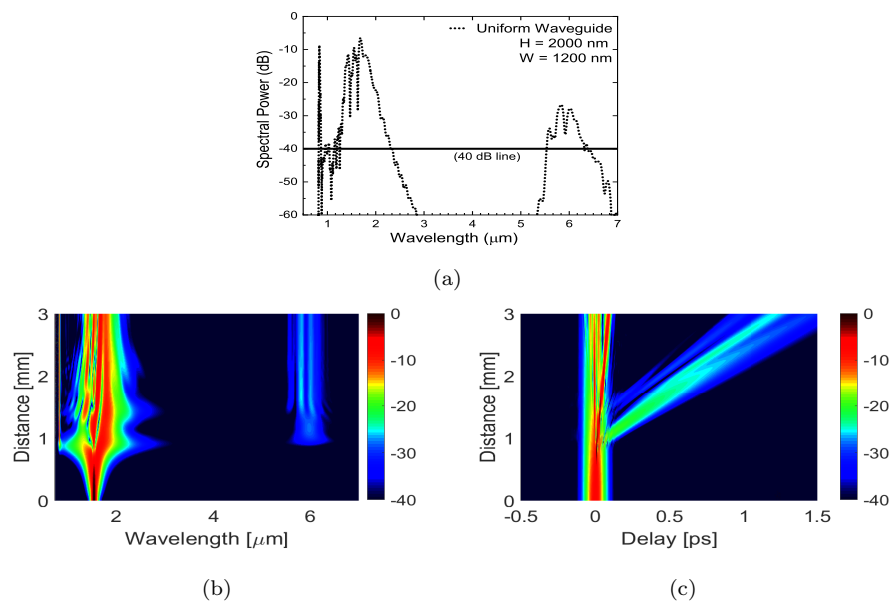 0
-10
-20
-30
-40
-50
-60
Spectral Power (dB)
Uniform Waveguide
H = 2000 nm
W = 1200 nm
(40 dB line)
1 2 3 4 5 6 7
Wavelength (μm)
(a)
3
2
1
0
Distance [mm]
2 4 6
Wavelength [μm]
0
-10
-20
-30
-40
(b)
3
2
1
0
Distance [mm]
-0.5 0 0.5 1 1.5
Delay [ps]
0
-10
-20
-30
-40
(c)